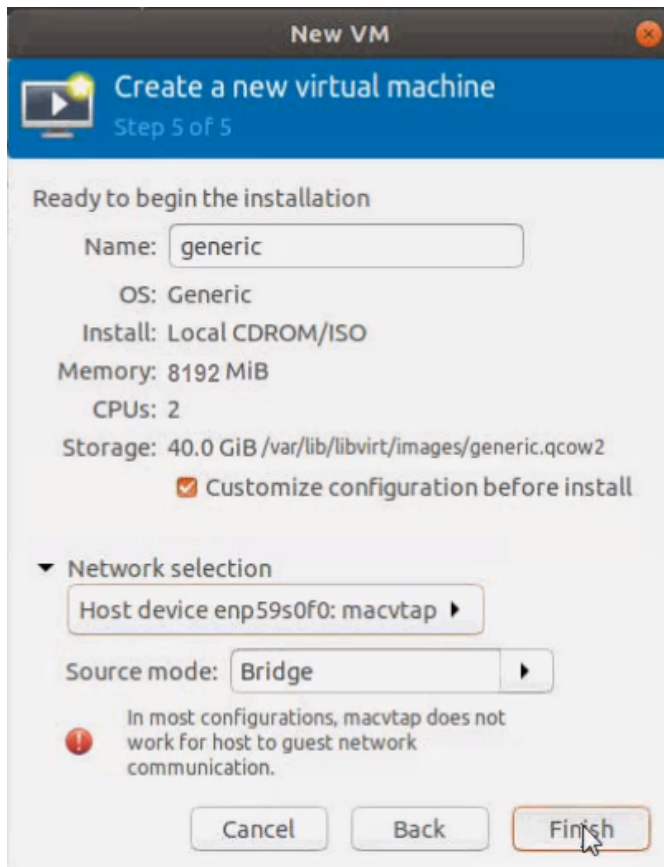 New VM
Create a new virtual machine
Step 5 of 5
Ready to begin the installation
Name: generic
OS: Generic
Install: Local CDROM/ISO
Memory: 8192 MiB
CPUs: 2
Storage: 40.0 GiB /var/lib/libvirt/images/generic.qcow2
Customize configuration before install
Network selection
Host device enp59s0f0: macvtap
Source mode: Bridge
In most configurations, macvtap does not
work for host to guest network
communication.
Cancel Back Finish